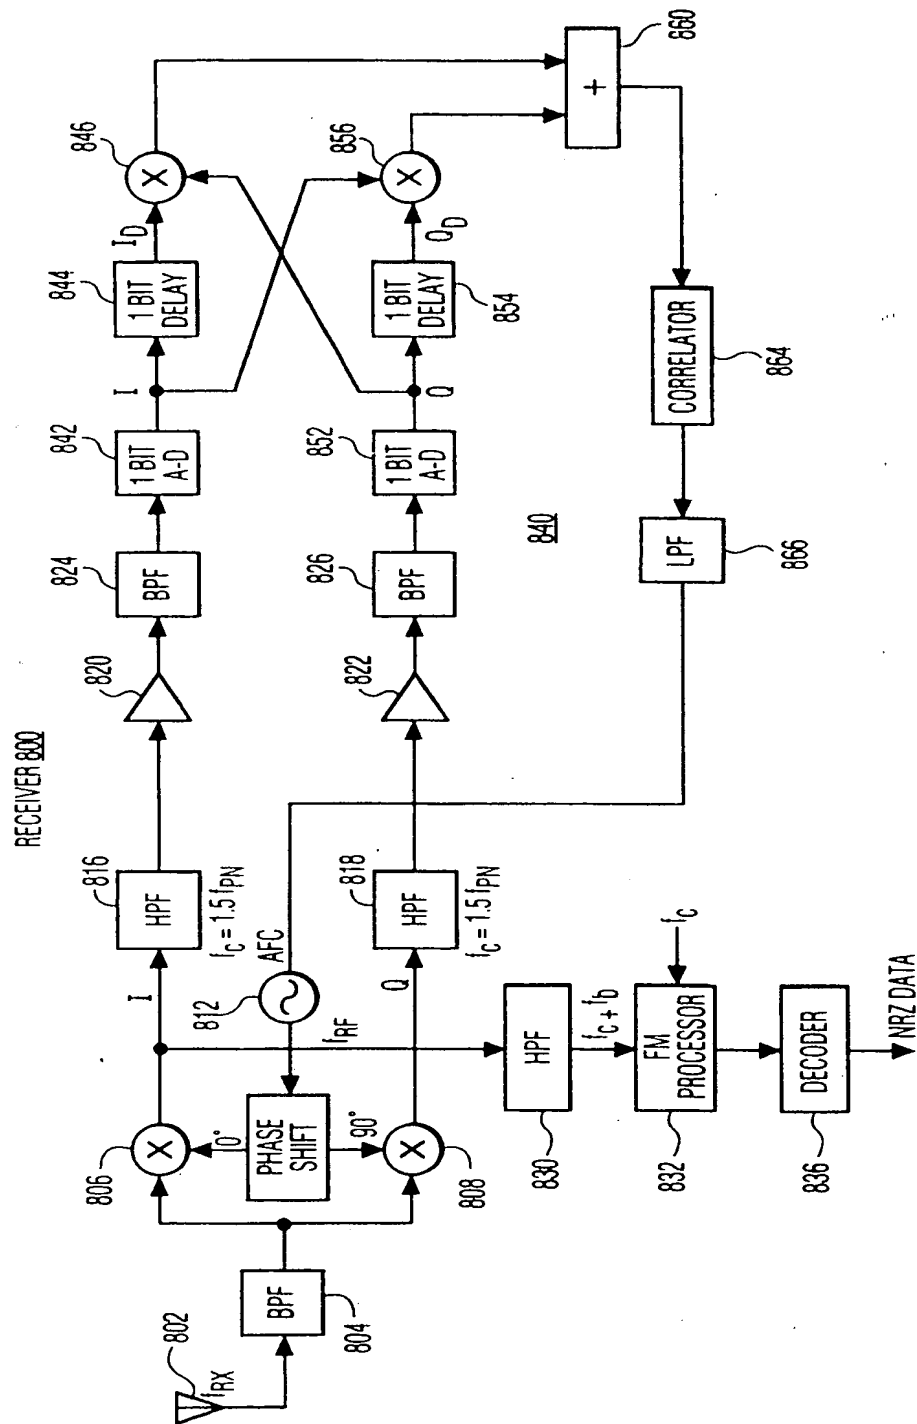 RECEIVER 800
802
f_RX
BPF
804
806
X
0°
PHASE
SHIFT
90°
X
808
I
812
AFC
f_RF
Q
816
HPF
f_C = 1.5 f_PN
818
HPF
f_C = 1.5 f_PN
820
822
824
BPF
826
BPF
842
1 BIT
A-D
852
1 BIT
A-D
I
Q
844
1 BIT
DELAY
I_D
1 BIT
DELAY
854
Q_D
846
X
856
X
+
860
840
CORRELATOR
864
LPF
866
HPF
830
f_C + f_b
FM
PROCESSOR
832
f_C
DECODER
836
NRZ DATA